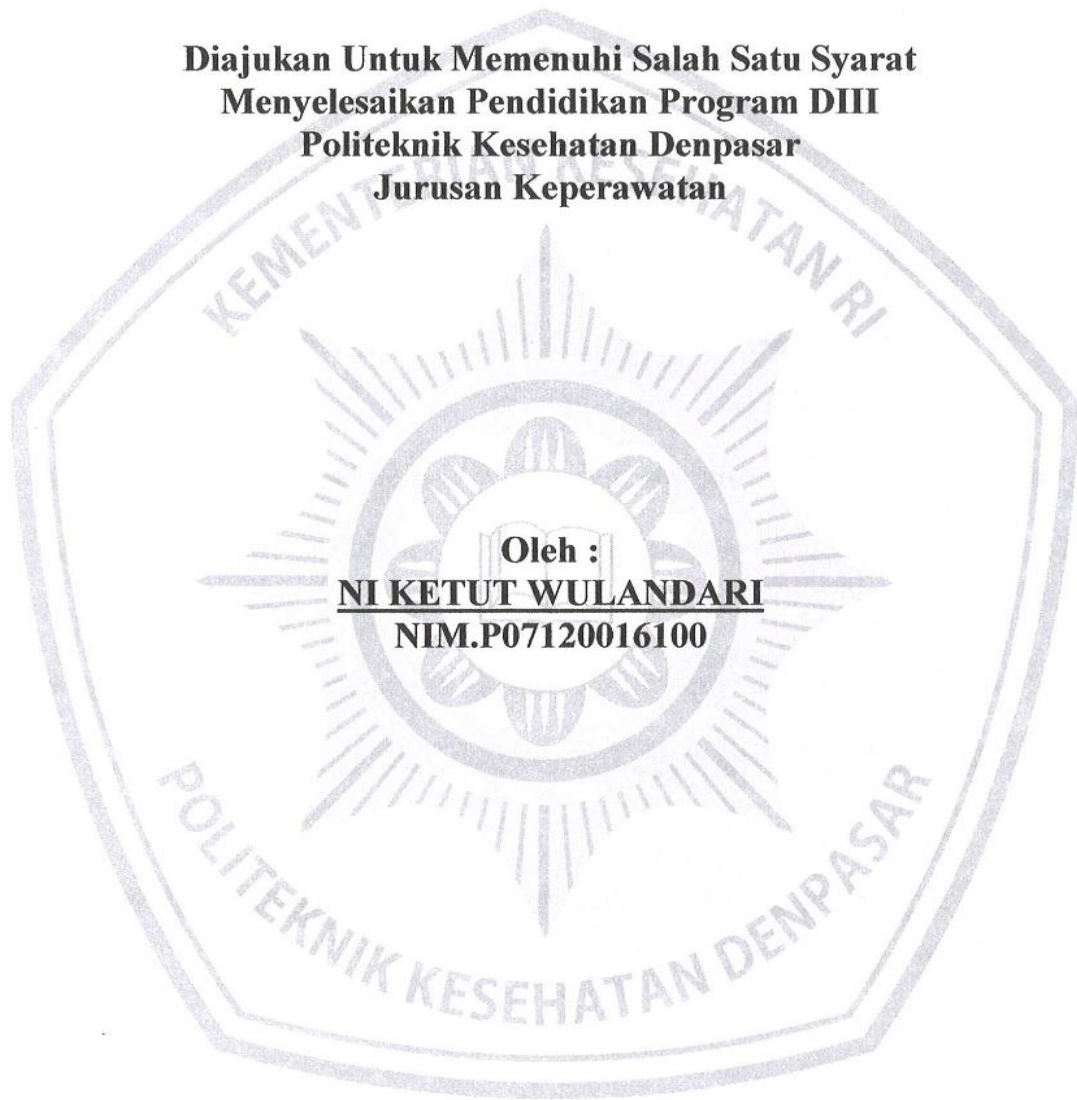 Diajukan Untuk Memenuhi Salah Satu Syarat
Menyelesaikan Pendidikan Program DIII
Politeknik Kesehatan Denpasar
Jurusan Keperawatan
KEMENTERIAN KESEHATAN RI
Oleh :
NI KETUT WULANDARI
NIM.P07120016100
POLITEKNIK KESEHATAN DENPASAR